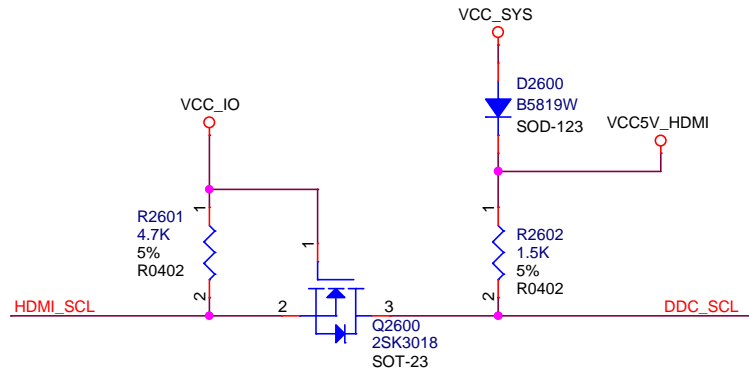 VCC_SYS
D2600
B5819W
SOD-123
VCC_IO
VCC5V_HDMI
1
R2601
4.7K
5%
R0402
2
1
1
R2602
1.5K
5%
R0402
2
HDMI_SCL
2
3
DDC_SCL
Q2600
2SK3018
SOT-23